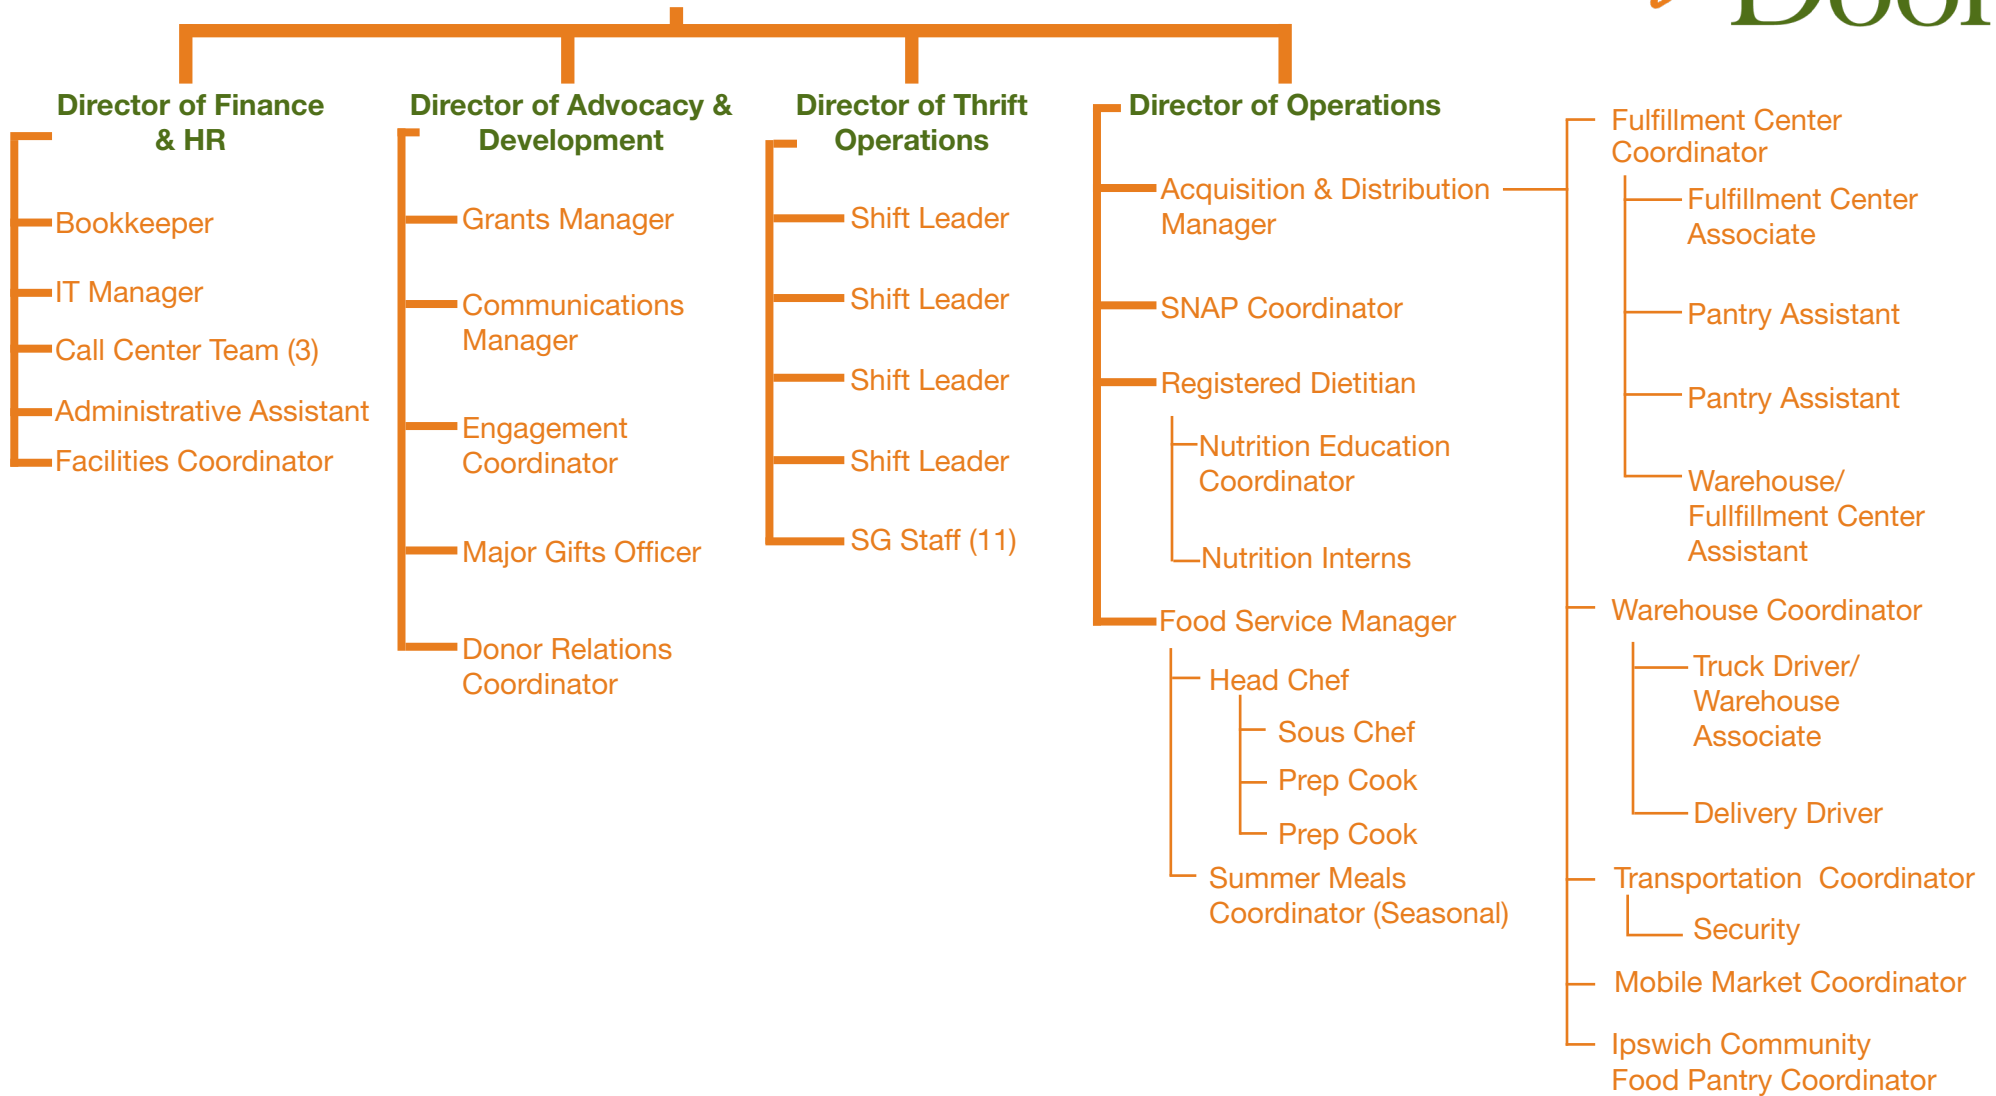 Door
Director of Finance
& HR
Bookkeeper
IT Manager
Call Center Team (3)
Administrative Assistant
Facilities Coordinator
Director of Advocacy &
Development
Grants Manager
Communications
Manager
Engagement
Coordinator
Major Gifts Officer
Donor Relations
Coordinator
Director of Thrift
Operations
Shift Leader
Shift Leader
Shift Leader
Shift Leader
SG Staff (11)
Director of Operations
Acquisition & Distribution
Manager
SNAP Coordinator
Registered Dietitian
Nutrition Education
Coordinator
Nutrition Interns
Food Service Manager
Head Chef
Sous Chef
Prep Cook
Prep Cook
Summer Meals
Coordinator (Seasonal)
Fulfillment Center
Coordinator
Fulfillment Center
Associate
Pantry Assistant
Pantry Assistant
Warehouse/
Fullfillment Center
Assistant
Warehouse Coordinator
Truck Driver/
Warehouse
Associate
Delivery Driver
Transportation  Coordinator
Security
Mobile Market Coordinator
Ipswich Community
Food Pantry Coordinator